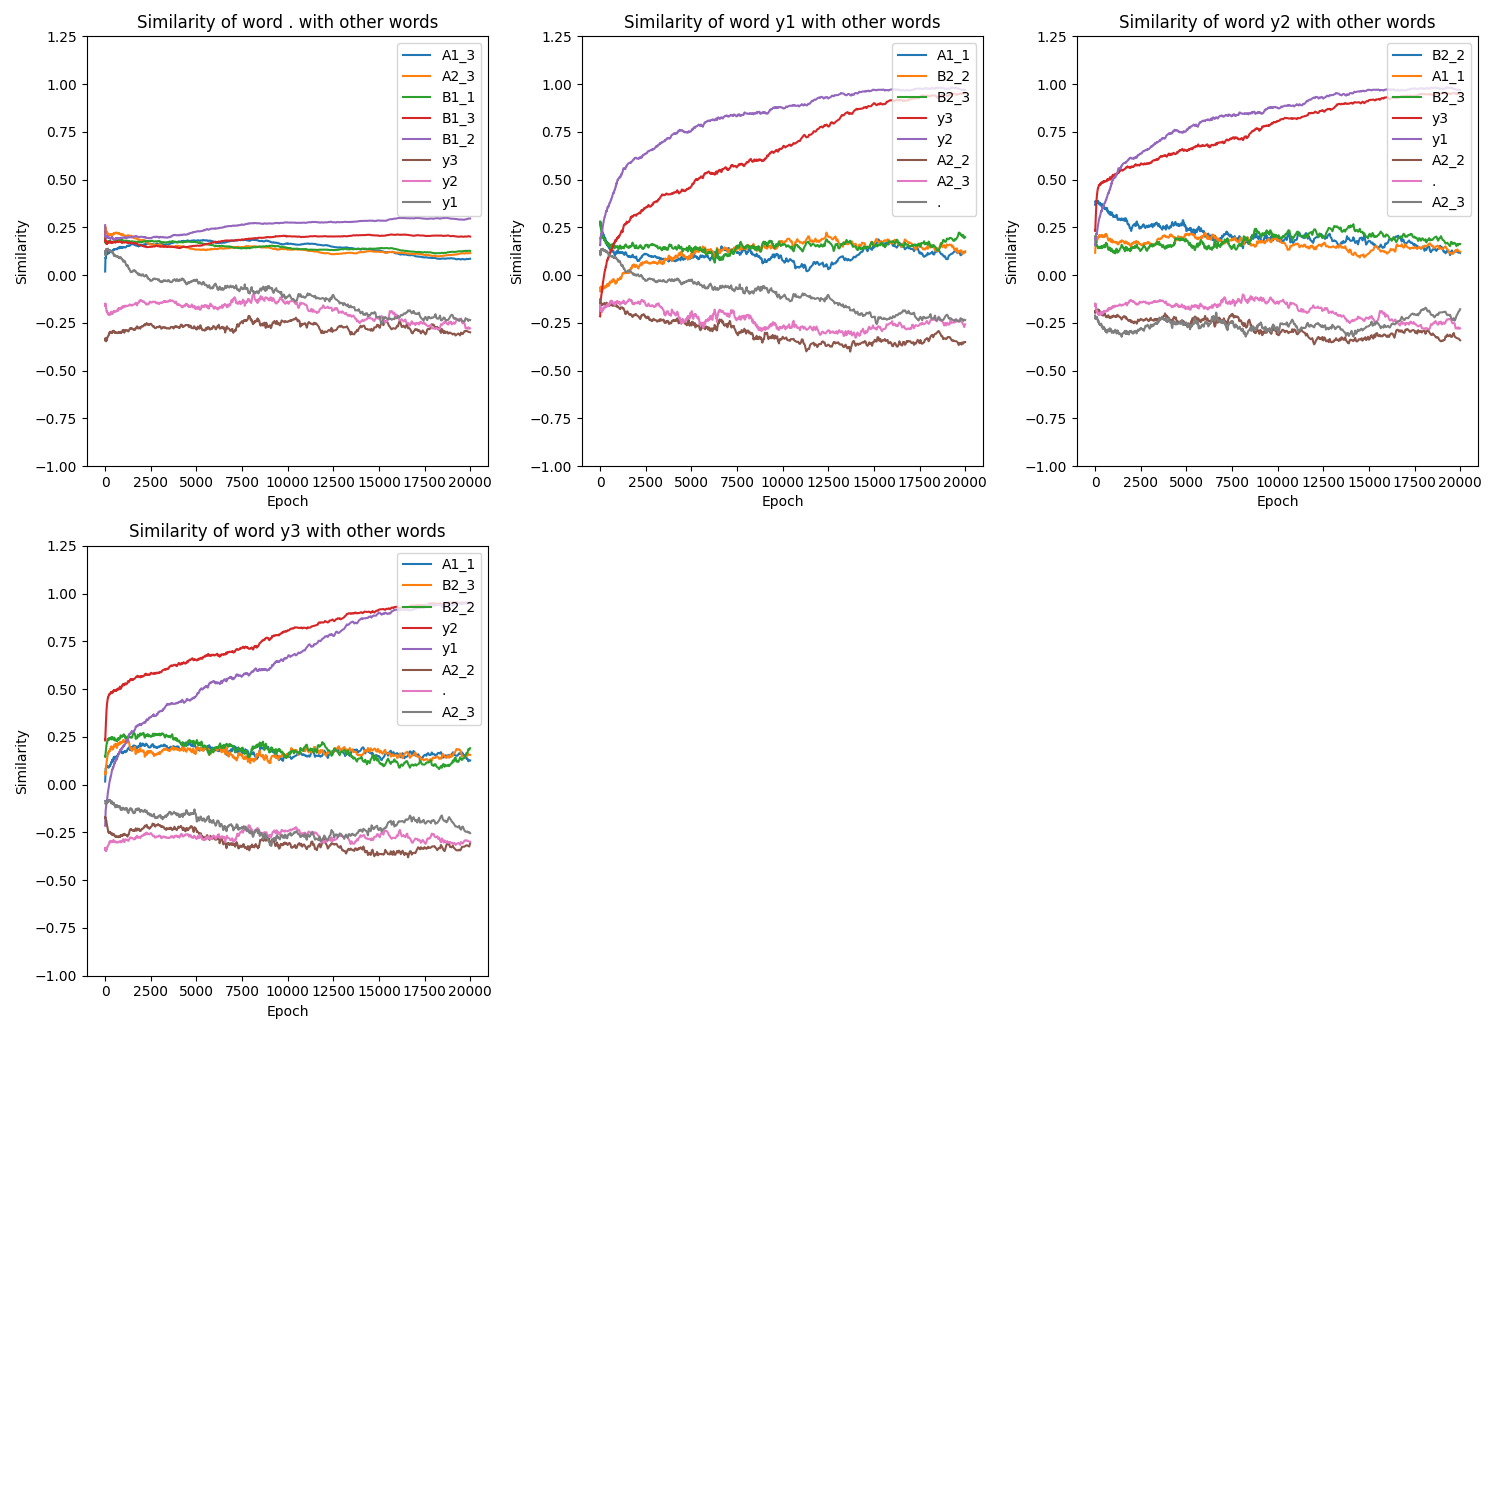 Similarity of word . with other words
1.25
1.00
0.75
0.50
0.25
0.00
−0.25
−0.50
−0.75
−1.00
Similarity
0 2500 5000 7500 10000 12500 15000 17500 20000
Epoch
A1_3
A2_3
B1_1
B1_3
B1_2
y3
y2
y1
Similarity of word y1 with other words
1.25
1.00
0.75
0.50
0.25
0.00
−0.25
−0.50
−0.75
−1.00
Similarity
0 2500 5000 7500 10000 12500 15000 17500 20000
Epoch
A1_1
B2_2
B2_3
y3
y2
A2_2
A2_3
.
Similarity of word y2 with other words
1.25
1.00
0.75
0.50
0.25
0.00
−0.25
−0.50
−0.75
−1.00
Similarity
0 2500 5000 7500 10000 12500 15000 17500 20000
Epoch
B2_2
A1_1
B2_3
y3
y1
A2_2
.
A2_3
Similarity of word y3 with other words
1.25
1.00
0.75
0.50
0.25
0.00
−0.25
−0.50
−0.75
−1.00
Similarity
0 2500 5000 7500 10000 12500 15000 17500 20000
Epoch
A1_1
B2_3
B2_2
y2
y1
A2_2
.
A2_3